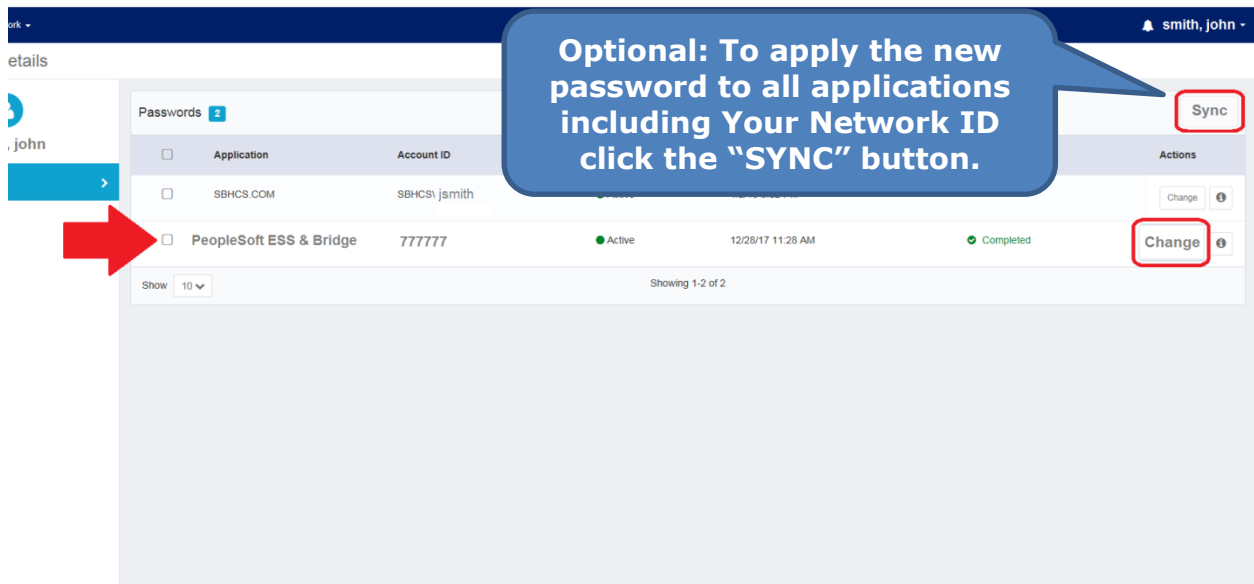 ork
smith, john
etails
Optional: To apply the new
password to all applications
including Your Network ID
click the “SYNC” button.
Passwords 2
Sync
, john
Application Account ID Actions
SBHCS.COM SBHCS\ jsmith Change
PeopleSoft ESS & Bridge 777777 Active 12/28/17 11:28 AM Completed Change
Show 10 Showing 1-2 of 2